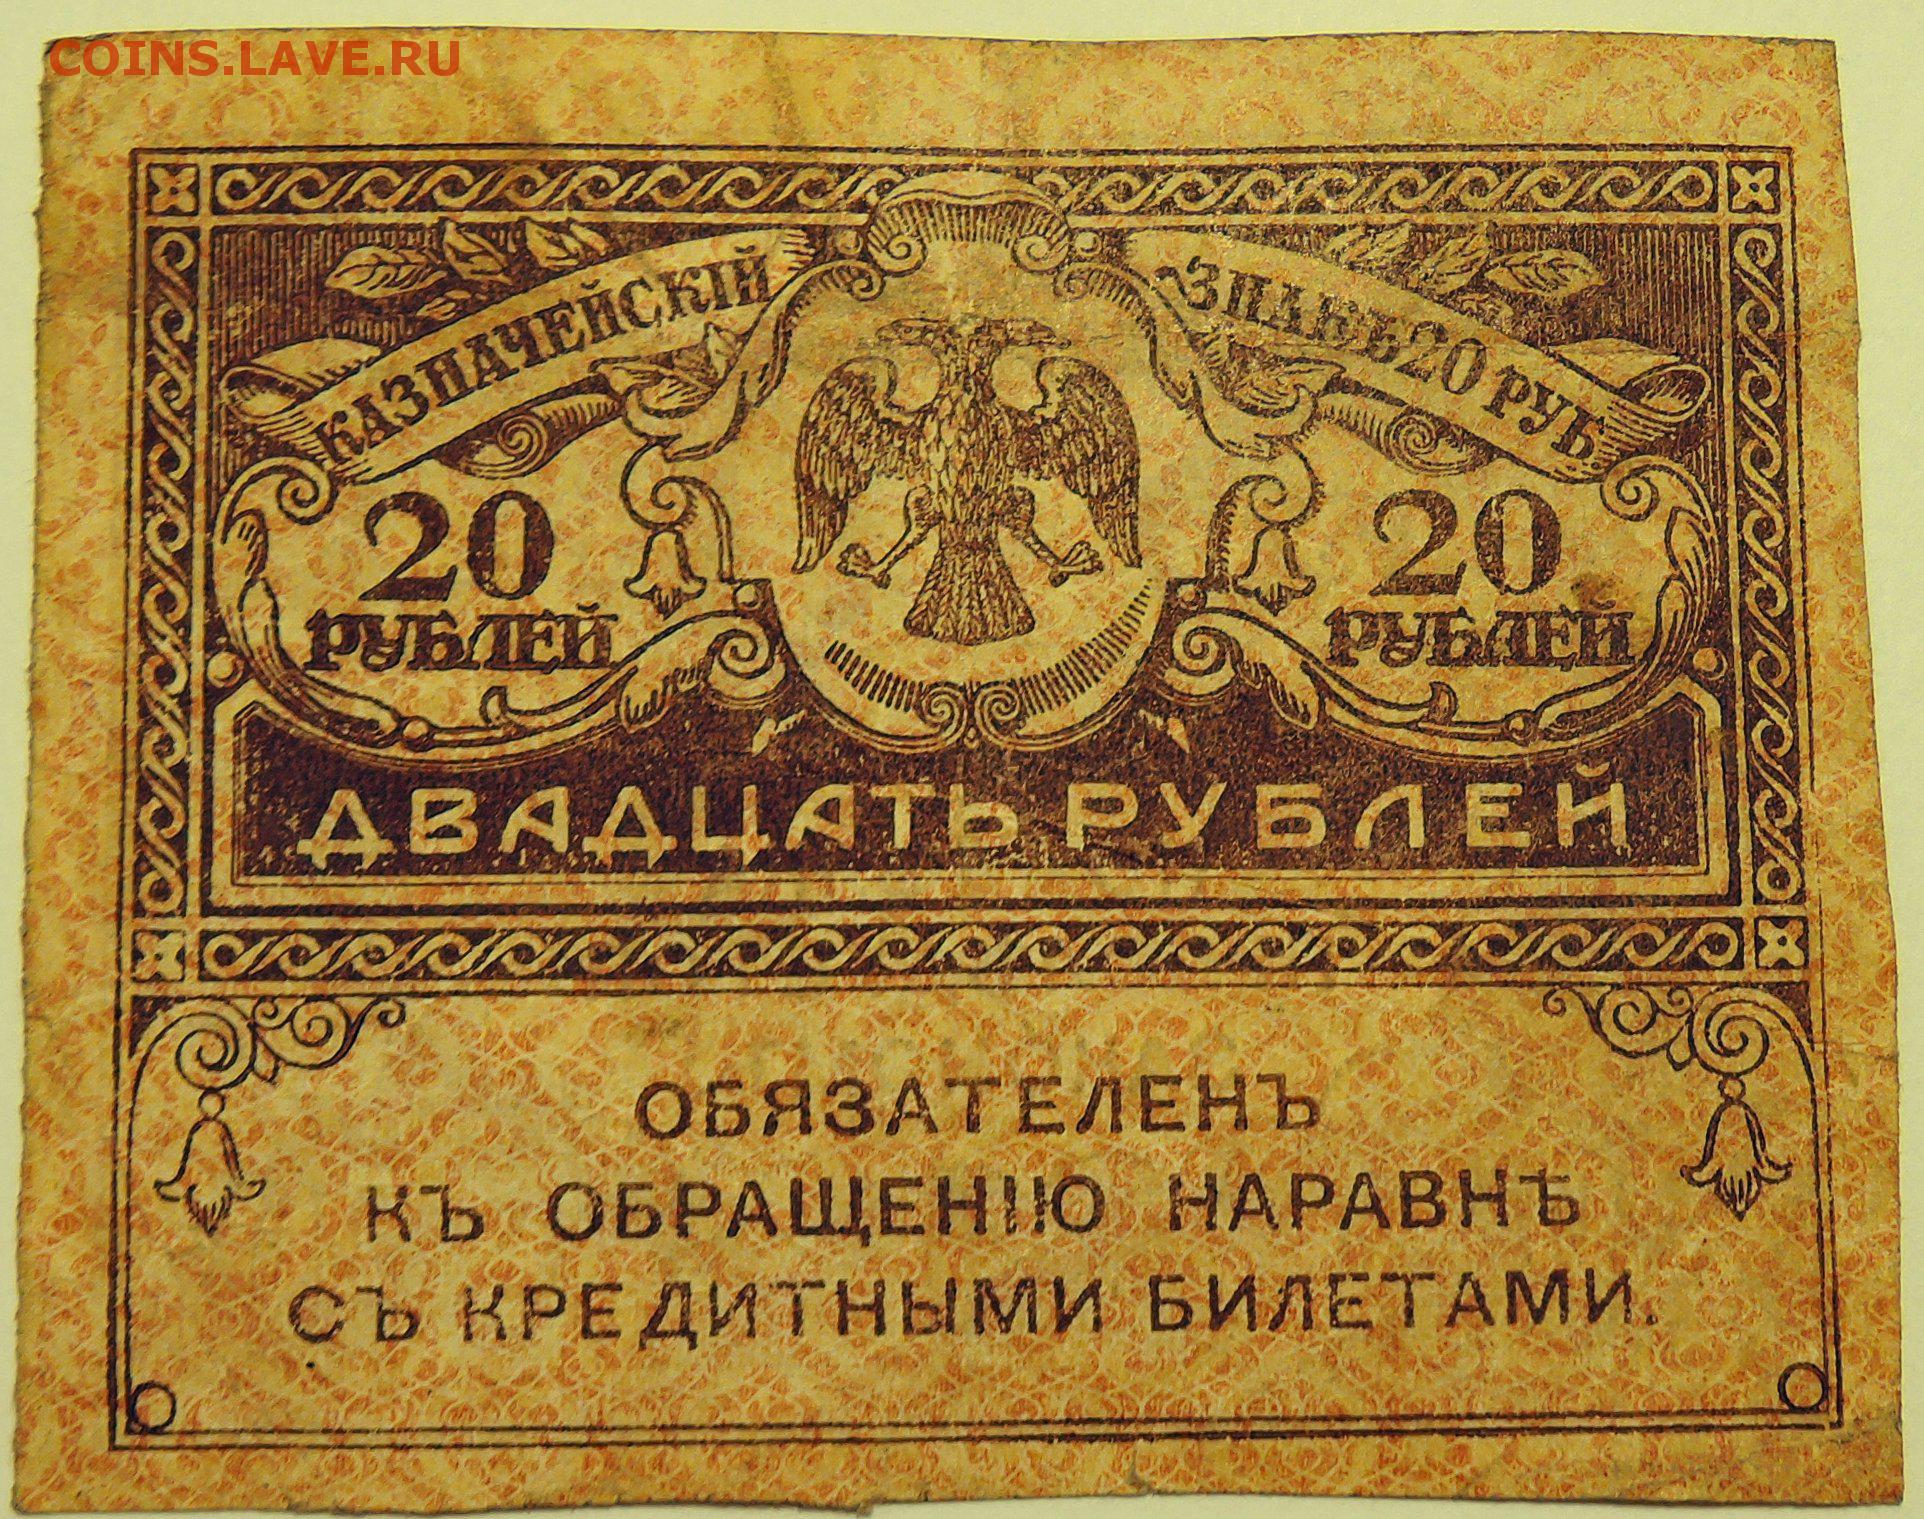 COINS.LAVE.RU
КАЗНАЧЕЙСКІЙ ЗНАКЪ 20 РУБ
20 20
РУБЛЕЙ РУБЛЕЙ
ДВАДЦАТЬ РУБЛЕЙ
ОБЯЗАТЕЛЕНЪ
КЪ ОБРАЩЕНІЮ НАРАВНѢ
СЪ КРЕДИТНЫМИ БИЛЕТАМИ.